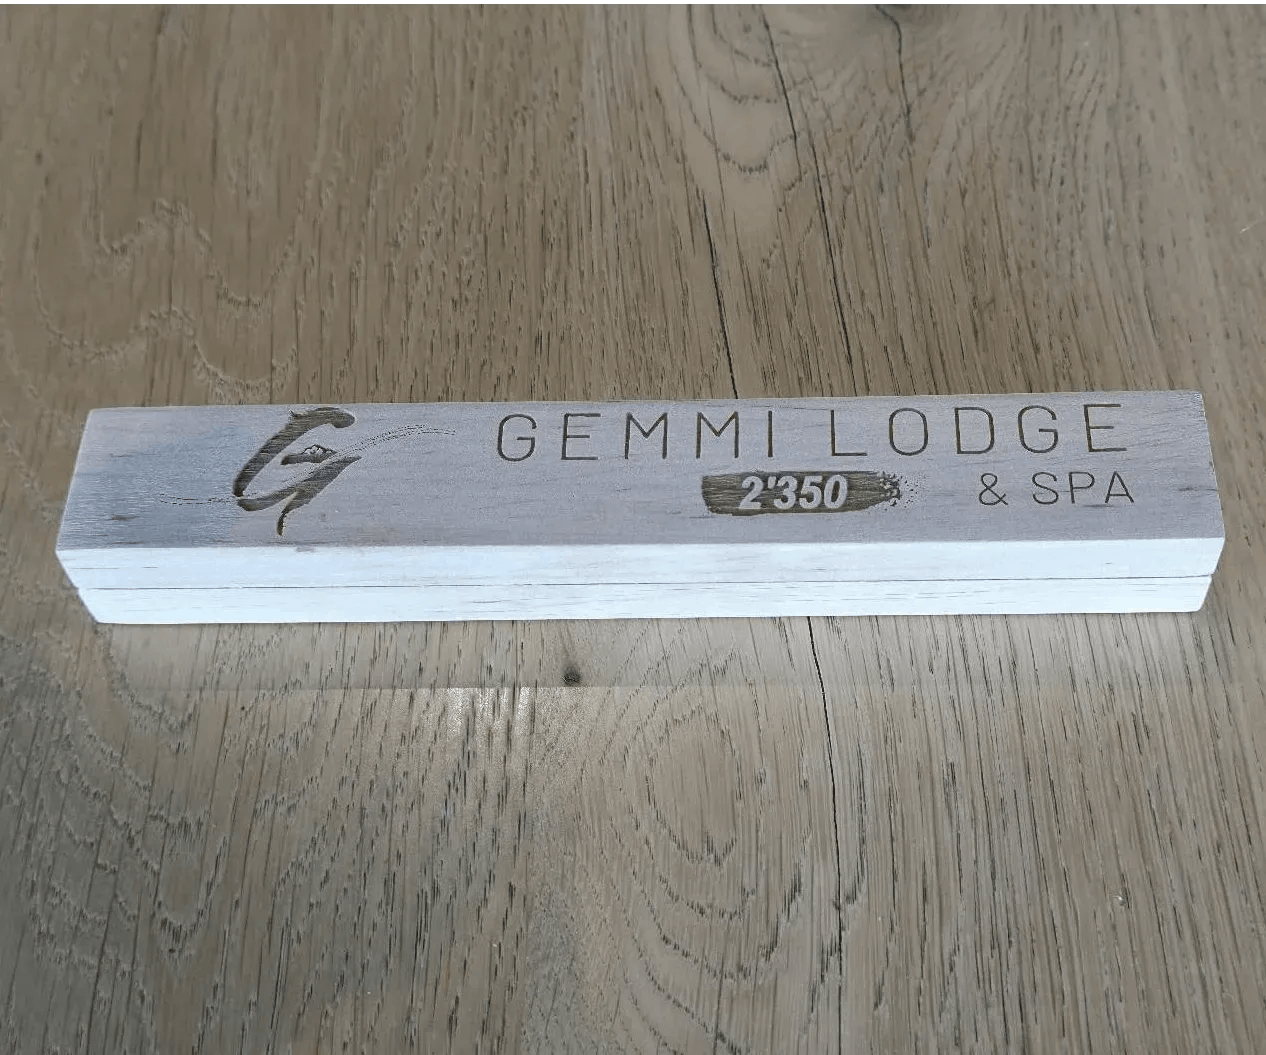 G
GEMMI LODGE
2'350 & SPA